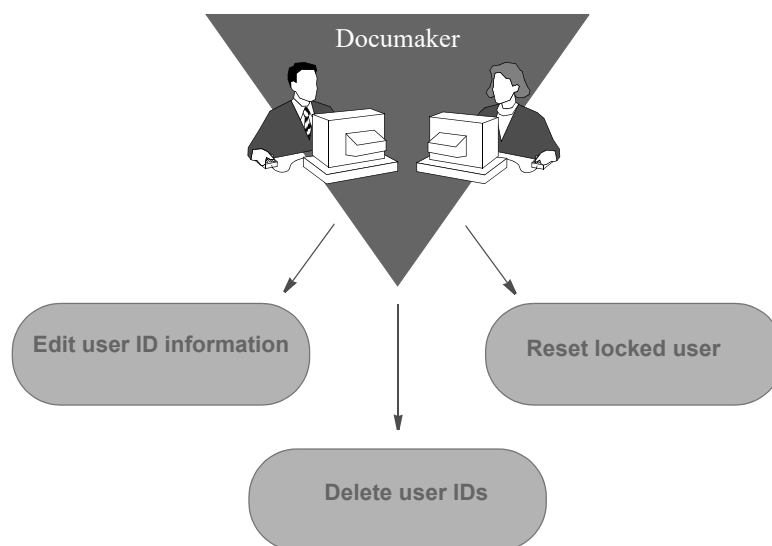 Documaker
Edit user ID information
Reset locked user
Delete user IDs